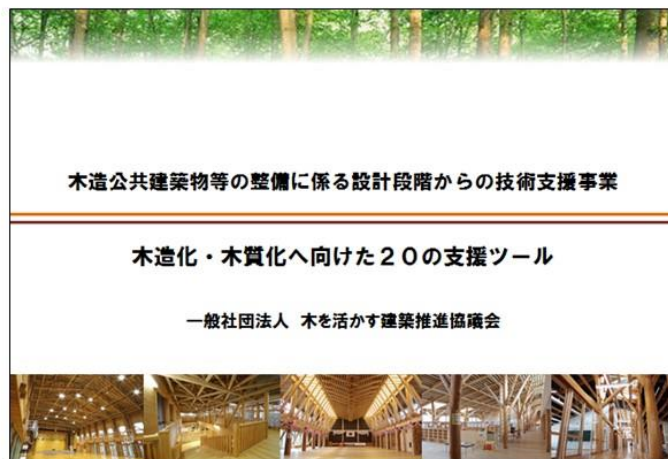 木造公共建築物等の整備に係る設計段階からの技術支援事業
木造化・木質化へ向けた２０の支援ツール
一般社団法人 木を活かす建築推進協議会